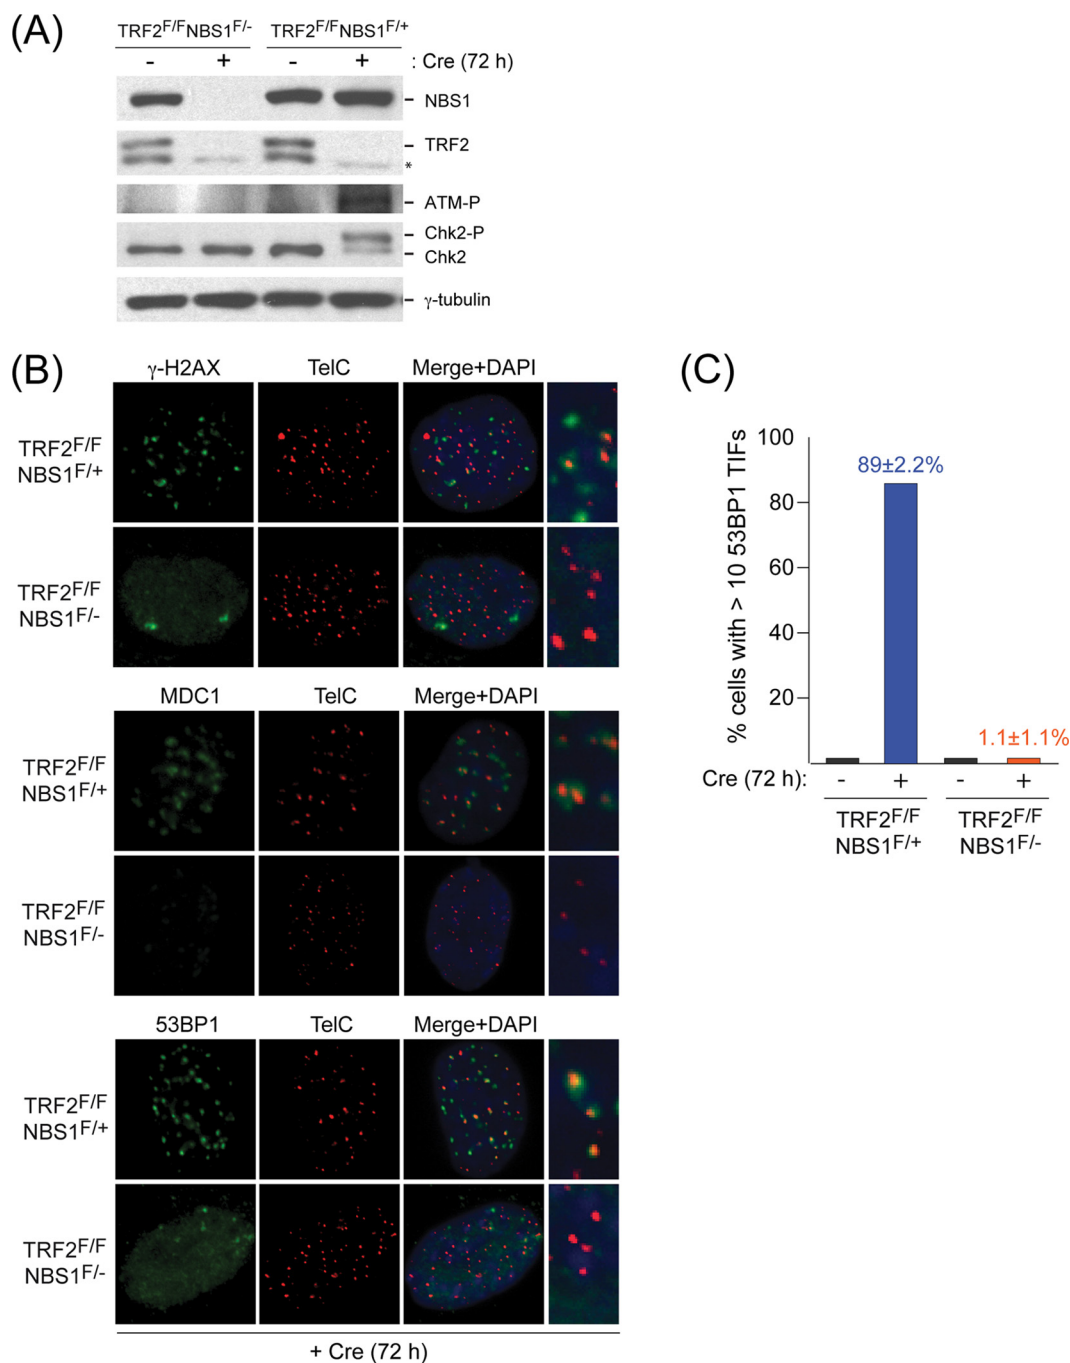 (A)
TRF2F/FNBS1F/- TRF2F/FNBS1F/+
- + - + : Cre (72 h)
NBS1
TRF2
*
ATM-P
Chk2-P
Chk2
γ-tubulin
(B)
γ-H2AX TelC Merge+DAPI
TRF2F/F
NBS1F/+
TRF2F/F
NBS1F/-
MDC1 TelC Merge+DAPI
TRF2F/F
NBS1F/+
TRF2F/F
NBS1F/-
53BP1 TelC Merge+DAPI
TRF2F/F
NBS1F/+
TRF2F/F
NBS1F/-
+ Cre (72 h)
(C)
% cells with > 10 53BP1 TIFs
100
80
60
40
20
89±2.2%
1.1±1.1%
Cre (72 h): - + - +
TRF2F/F TRF2F/F
NBS1F/+ NBS1F/-